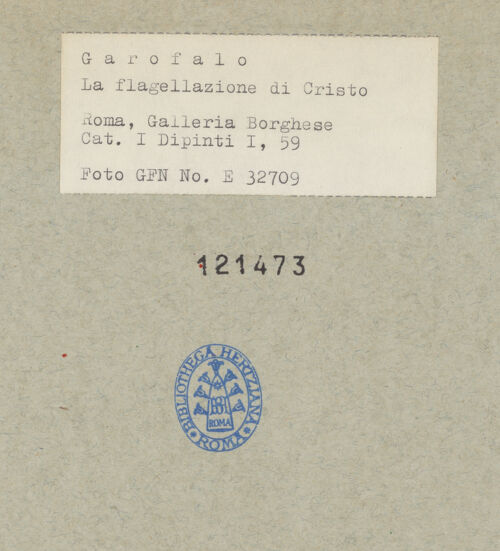 G a r o f a l o
La flagellazione di Cristo
Roma, Galleria Borghese
Cat. I Dipinti I, 59
Foto GFN No. E 32709
121473
BIBLIOTHECA HERTZIANA
ROMA
ROMA